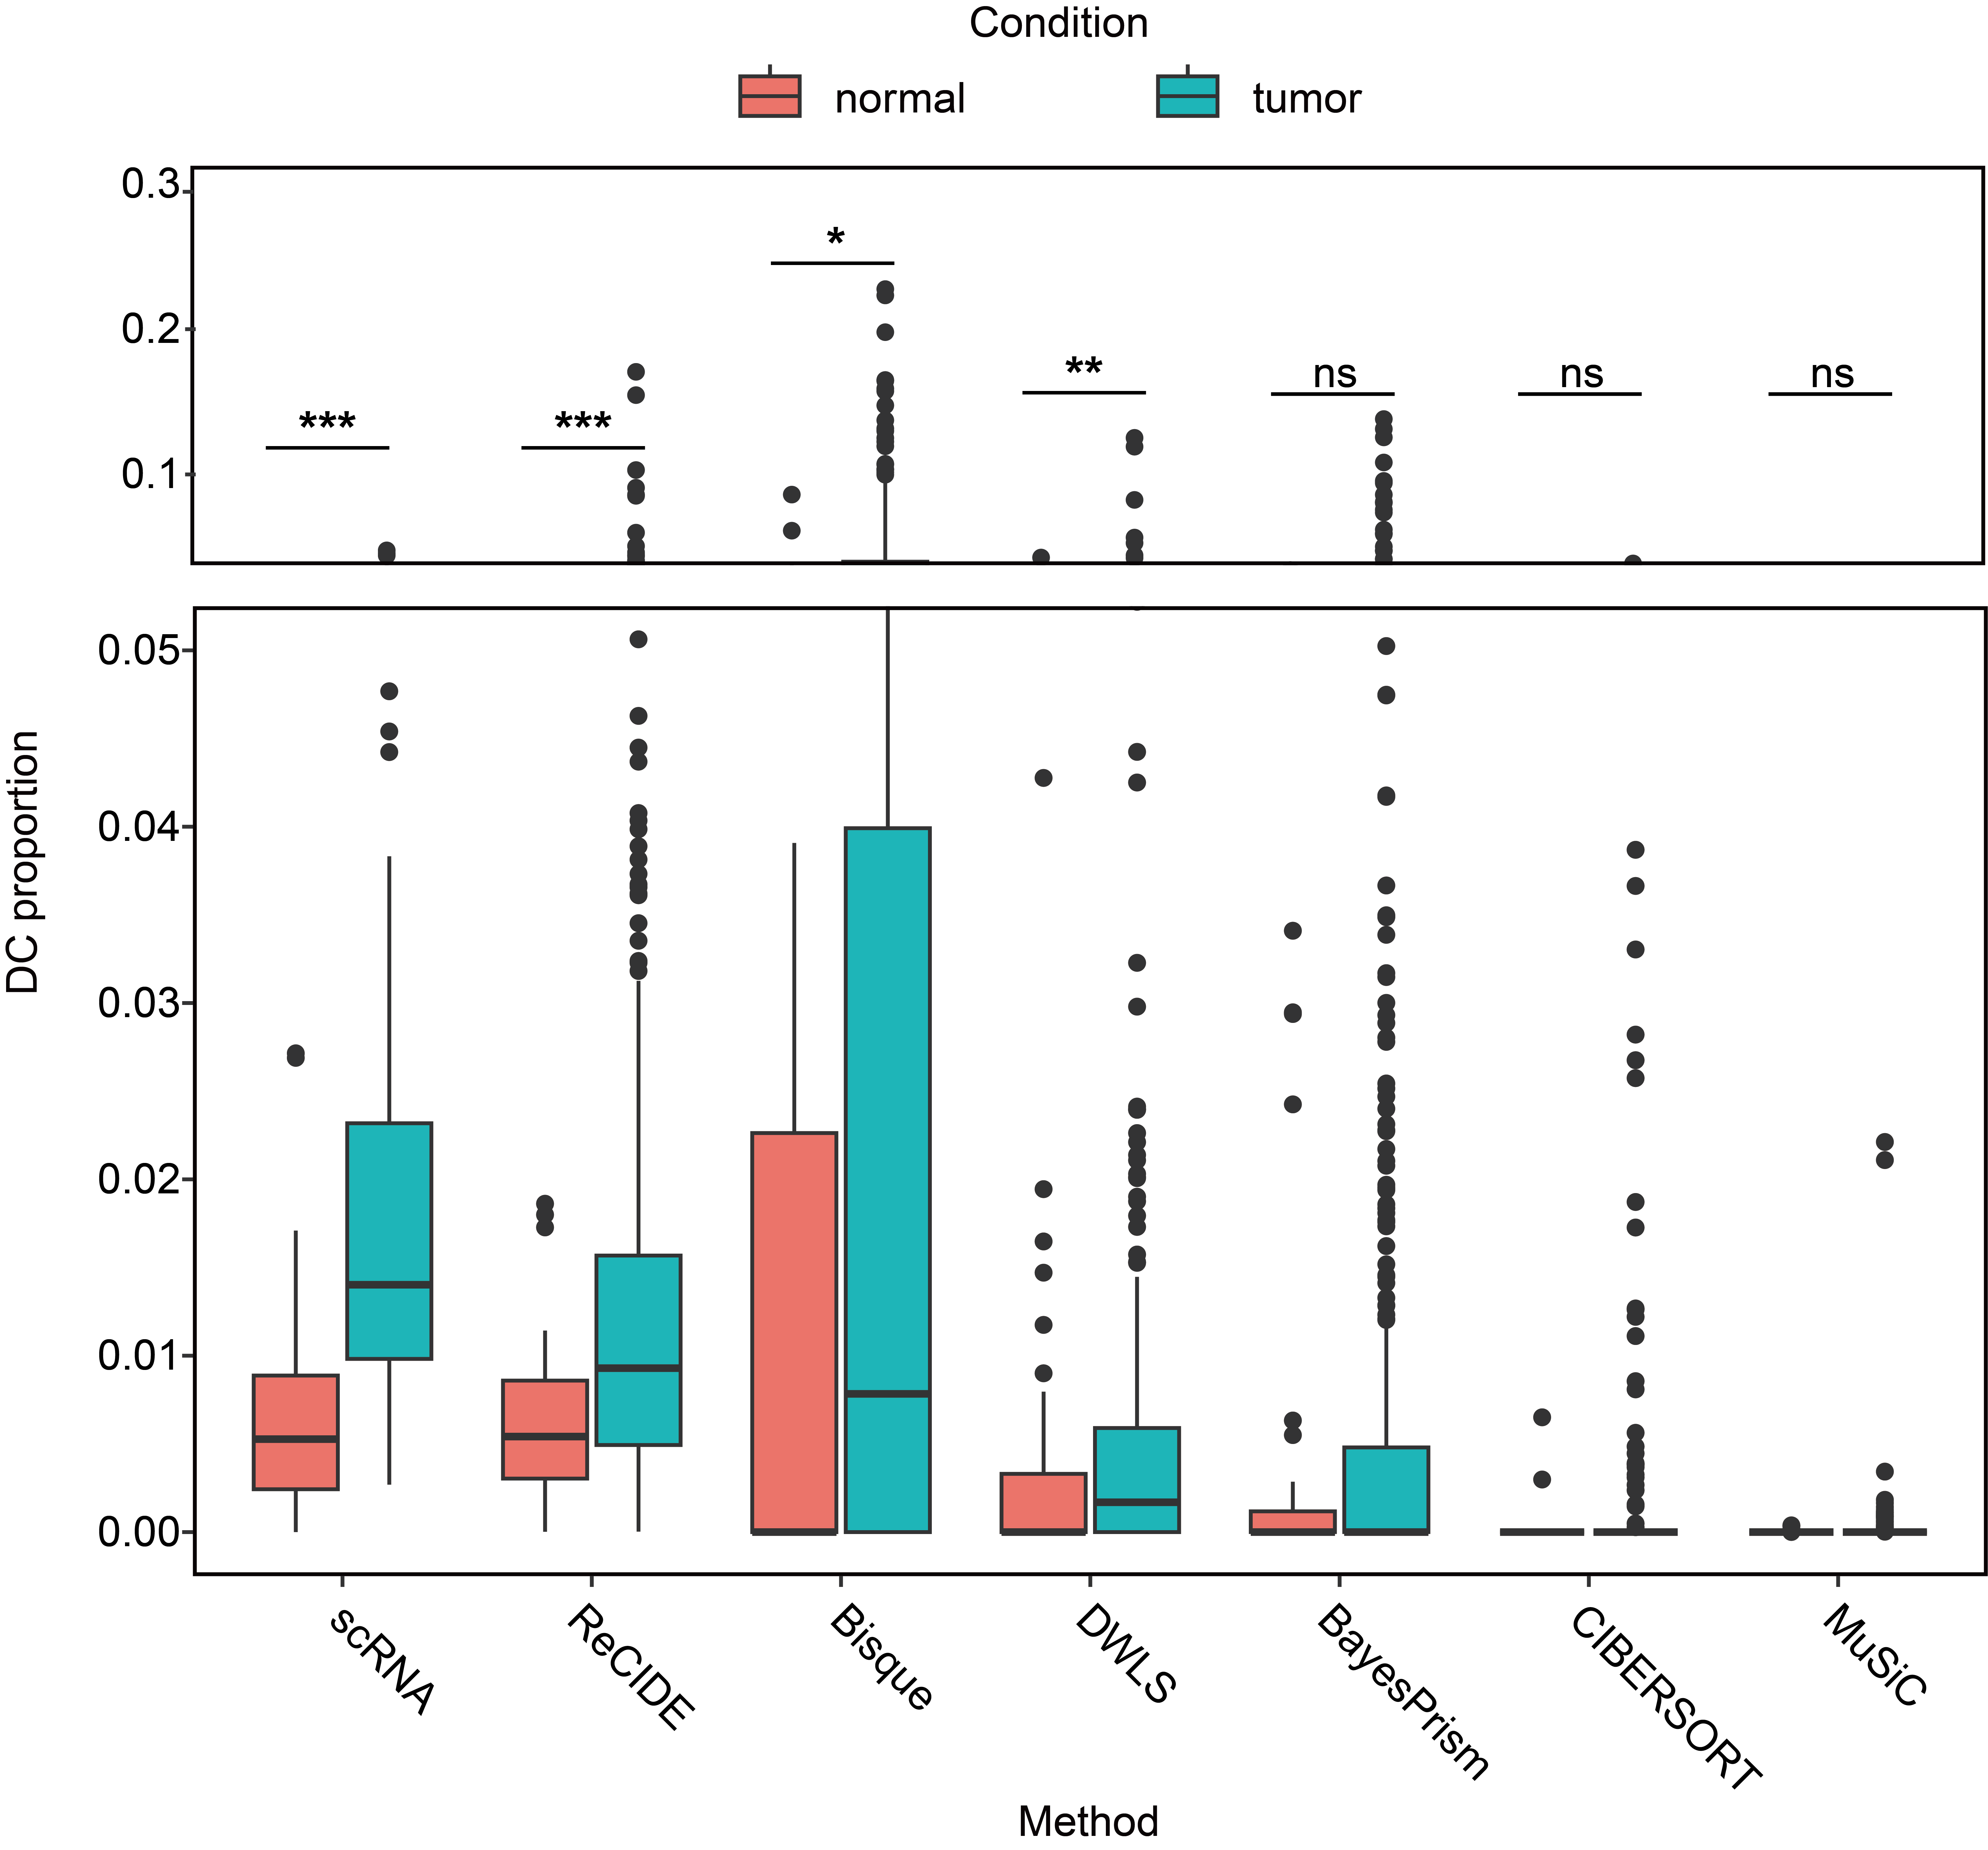 Condition
normal tumor
0.3
0.2
0.1
*** *** * ** ns ns ns
0.05
0.04
0.03
0.02
0.01
0.00
DC proportion
scRNA ReCIDE Bisque DWLS BayesPrism CIBERSORT MuSiC
Method